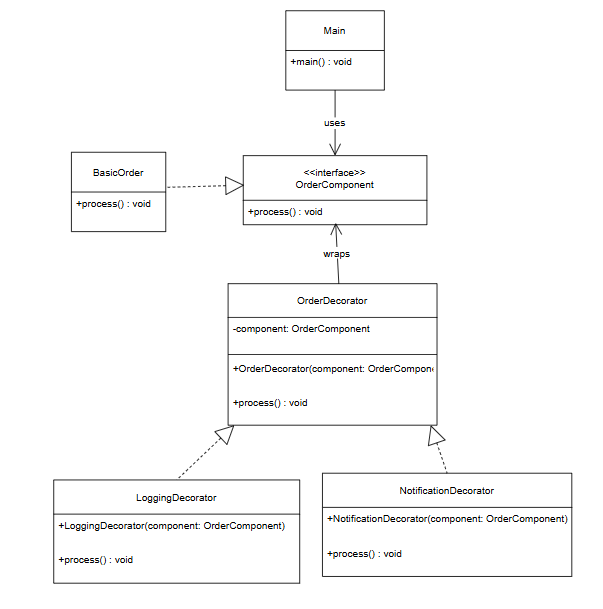 Main
+main() : void
uses
BasicOrder
+process() : void
<<interface>>
OrderComponent
+process() : void
wraps
OrderDecorator
-component: OrderComponent
+OrderDecorator(component: OrderCompon
+process() : void
LoggingDecorator
+LoggingDecorator(component: OrderComponent)
+process() : void
NotificationDecorator
+NotificationDecorator(component: OrderComponent)
+process() : void